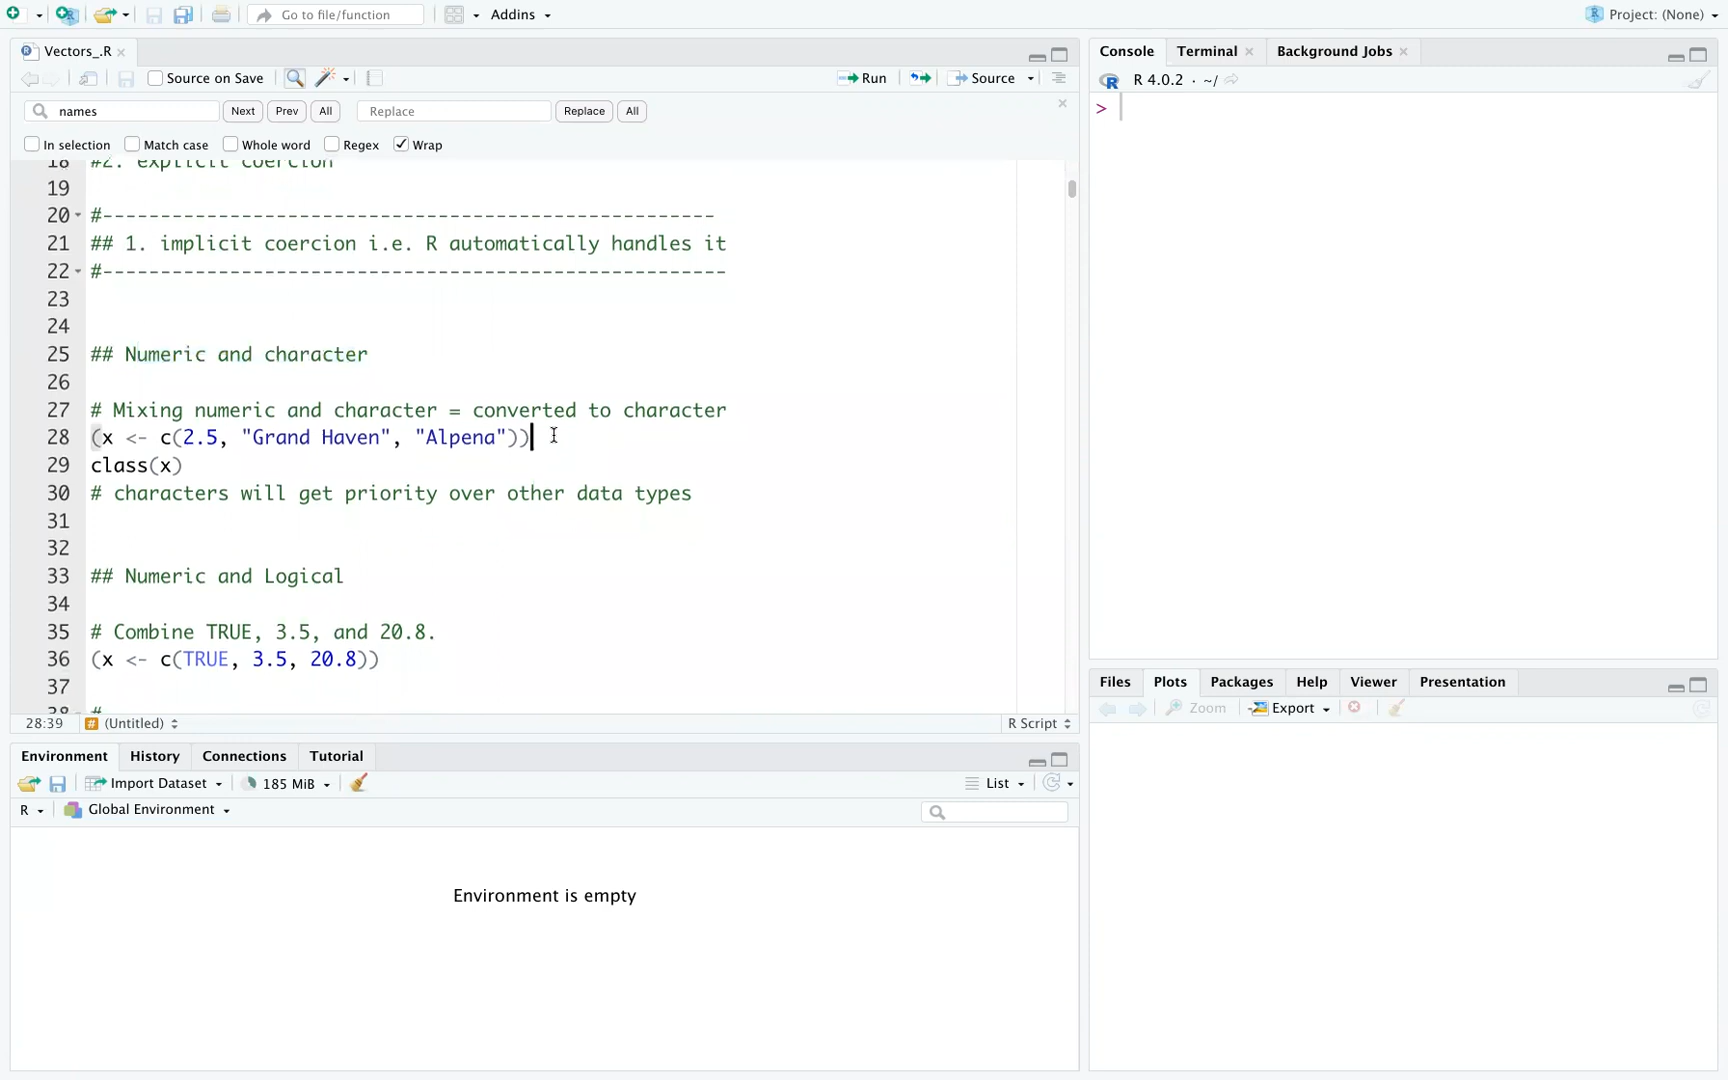 Go to file/function Addins Project: (None)
Vectors_.R
Source on Save Run Source
names Next Prev All Replace Replace All
In selection Match case Whole word Regex Wrap
18 #2. explicit coercion
19
20 #-----------------------------------------------------
21 ## 1. implicit coercion i.e. R automatically handles it
22 #------------------------------------------------------
23
24
25 ## Numeric and character
26
27 # Mixing numeric and character = converted to character
28 (x <- c(2.5, "Grand Haven", "Alpena"))
29 class(x)
30 # characters will get priority over other data types
31
32
33 ## Numeric and Logical
34
35 # Combine TRUE, 3.5, and 20.8.
36 (x <- c(TRUE, 3.5, 20.8))
37
38 #
28:39 # (Untitled) R Script
Environment History Connections Tutorial
Import Dataset 185 MiB List
R Global Environment
Environment is empty
Console Terminal Background Jobs
R R 4.0.2 · ~/
>
Files Plots Packages Help Viewer Presentation
Zoom Export